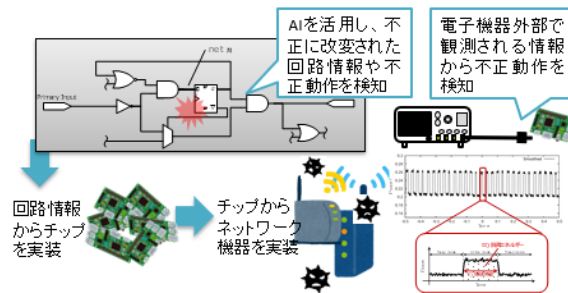 AIを活用し、不
正に改変された
回路情報や不
正動作を検知
電子機器外部で
観測される情報
から不正動作を
検知
net
Primary Input
回路情報
からチップ
を実装
チップから
ネットワーク
機器を実装